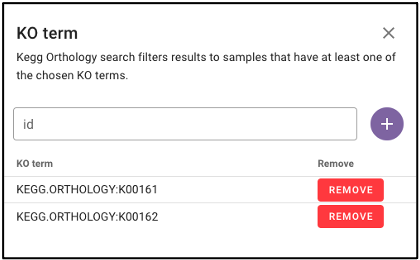 KO term
Kegg Orthology search filters results to samples that have at least one of
the chosen KO terms.
id
KO term Remove
KEGG.ORTHOLOGY:K00161 REMOVE
KEGG.ORTHOLOGY:K00162 REMOVE